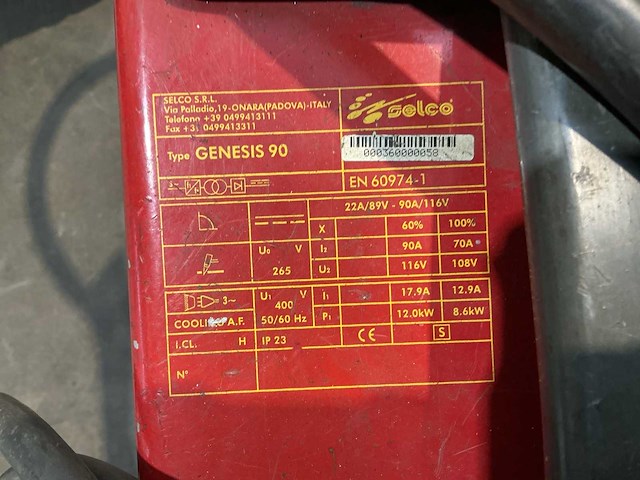 SELCO S.R.L.
Via Palladio,19-ONARA(PADOVA)-ITALY
Telefono +39 0499413111
Fax +39 0499413311
selco
Type GENESIS 90
000360000058
EN 60974-1
22A/89V - 90A/116V
X 60% 100%
U₀ V 265
I₂ 90A 70A
U₂ 116V 108V
3~
U₁ V 400
50/60 Hz
I₁ 17.9A 12.9A
P₁ 12.0kW 8.6kW
A.F.
I.CL. H
IP 23
CE
S
N°